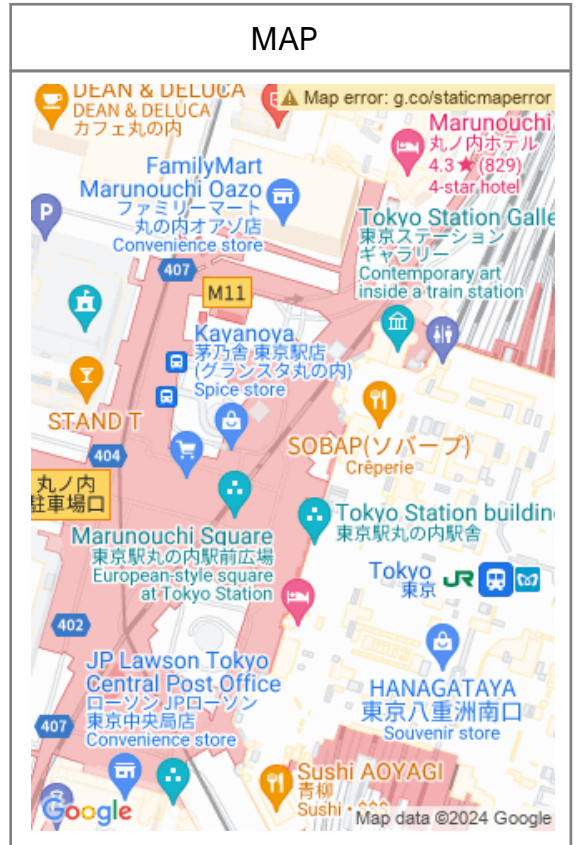 MAP
DEAN & DELUCA
DEAN & DELUCA
カフェ丸の内
Map error: g.co/staticmaperror
Marunouchi
丸ノ内ホテル
4.3★ (829)
4-star hotel
FamilyMart
Marunouchi Oazo
ファミリーマート
丸の内オアゾ店
Convenience store
P
Tokyo Station Galle
東京ステーション
ギャラリー
Contemporary art
inside a train station
407
M11
Kayanoya
茅乃舎 東京駅店
(グランスタ丸の内)
Spice store
STAND T
SOBAP(ソバープ)
Crêperie
404
丸ノ内
駐車場口
Marunouchi Square
東京駅丸の内駅前広場
European-style square
at Tokyo Station
Tokyo Station buildin
東京駅丸の内駅舎
Tokyo
東京
JR
402
JP Lawson Tokyo
Central Post Office
ローソン JPローソン
東京中央局店
Convenience store
HANAGATAYA
東京八重洲南口
Souvenir store
407
Sushi AOYAGI
青柳
Sushi • $$$
Google
Map data ©2024 Google